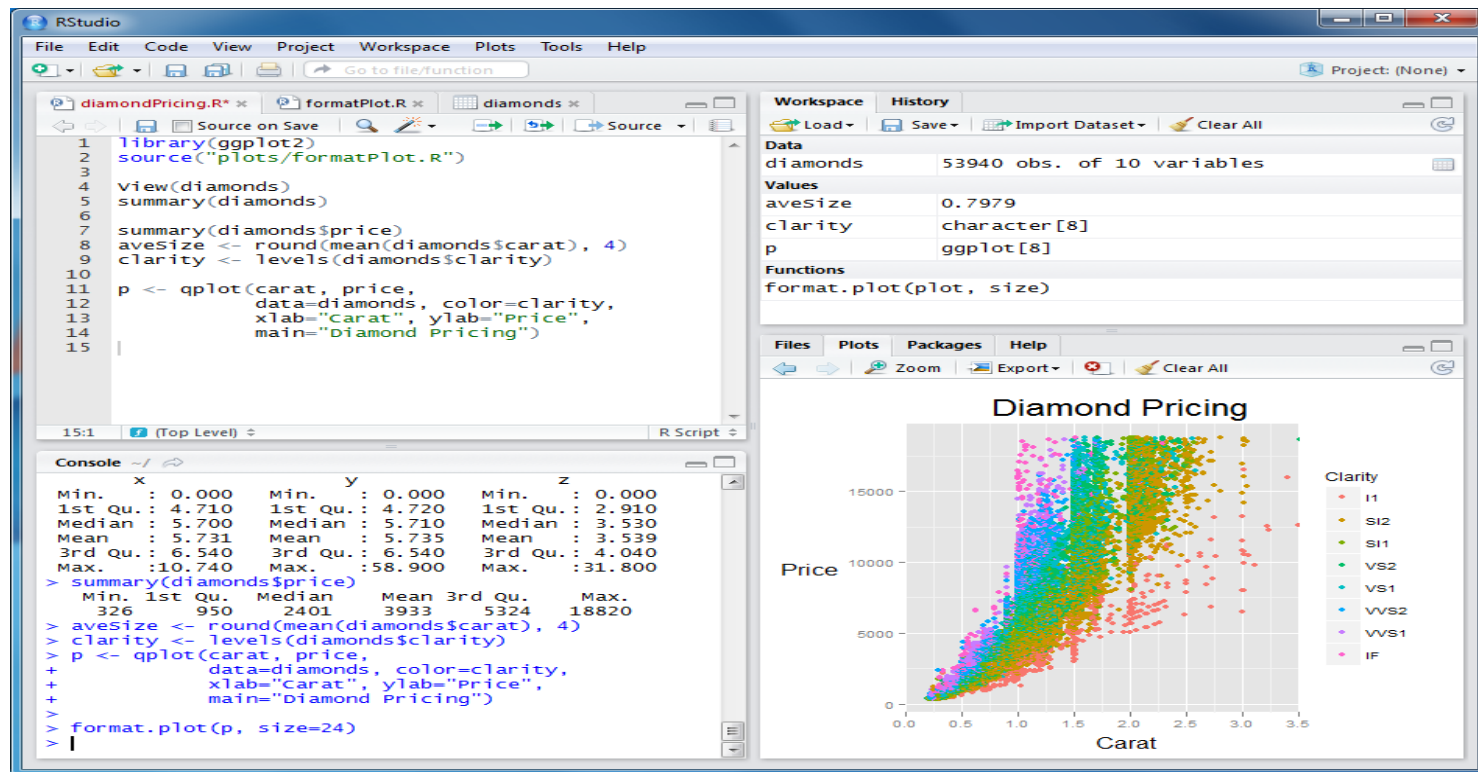 RStudio
File Edit Code View Project Workspace Plots Tools Help
Go to file/function
Project: (None)
diamondPricing.R* formatPlot.R diamonds
Source on Save Source
1 library(ggplot2)
2 source("plots/formatPlot.R")
3
4 View(diamonds)
5 summary(diamonds)
6
7 summary(diamonds$price)
8 aveSize <- round(mean(diamonds$carat), 4)
9 clarity <- levels(diamonds$clarity)
10
11 p <- qplot(carat, price,
12 data=diamonds, color=clarity,
13 xlab="Carat", ylab="Price",
14 main="Diamond Pricing")
15
15:1 (Top Level) R Script
Console ~/
x y z
Min. : 0.000 Min. : 0.000 Min. : 0.000
1st Qu.: 4.710 1st Qu.: 4.720 1st Qu.: 2.910
Median : 5.700 Median : 5.710 Median : 3.530
Mean : 5.731 Mean : 5.735 Mean : 3.539
3rd Qu.: 6.540 3rd Qu.: 6.540 3rd Qu.: 4.040
Max. :10.740 Max. :58.900 Max. :31.800
> summary(diamonds$price)
Min. 1st Qu. Median Mean 3rd Qu. Max.
326 950 2401 3933 5324 18820
> aveSize <- round(mean(diamonds$carat), 4)
> clarity <- levels(diamonds$clarity)
> p <- qplot(carat, price,
+ data=diamonds, color=clarity,
+ xlab="Carat", ylab="Price",
+ main="Diamond Pricing")
>
> format.plot(p, size=24)
>
Workspace History
Load Save Import Dataset Clear All
Data
diamonds 53940 obs. of 10 variables
Values
aveSize 0.7979
clarity character[8]
p ggplot[8]
Functions
format.plot(plot, size)
Files Plots Packages Help
Zoom Export Clear All
Diamond Pricing
Price
15000
10000
5000
0
0.0 0.5 1.0 1.5 2.0 2.5 3.0 3.5
Carat
Clarity
I1
SI2
SI1
VS2
VS1
VVS2
VVS1
IF